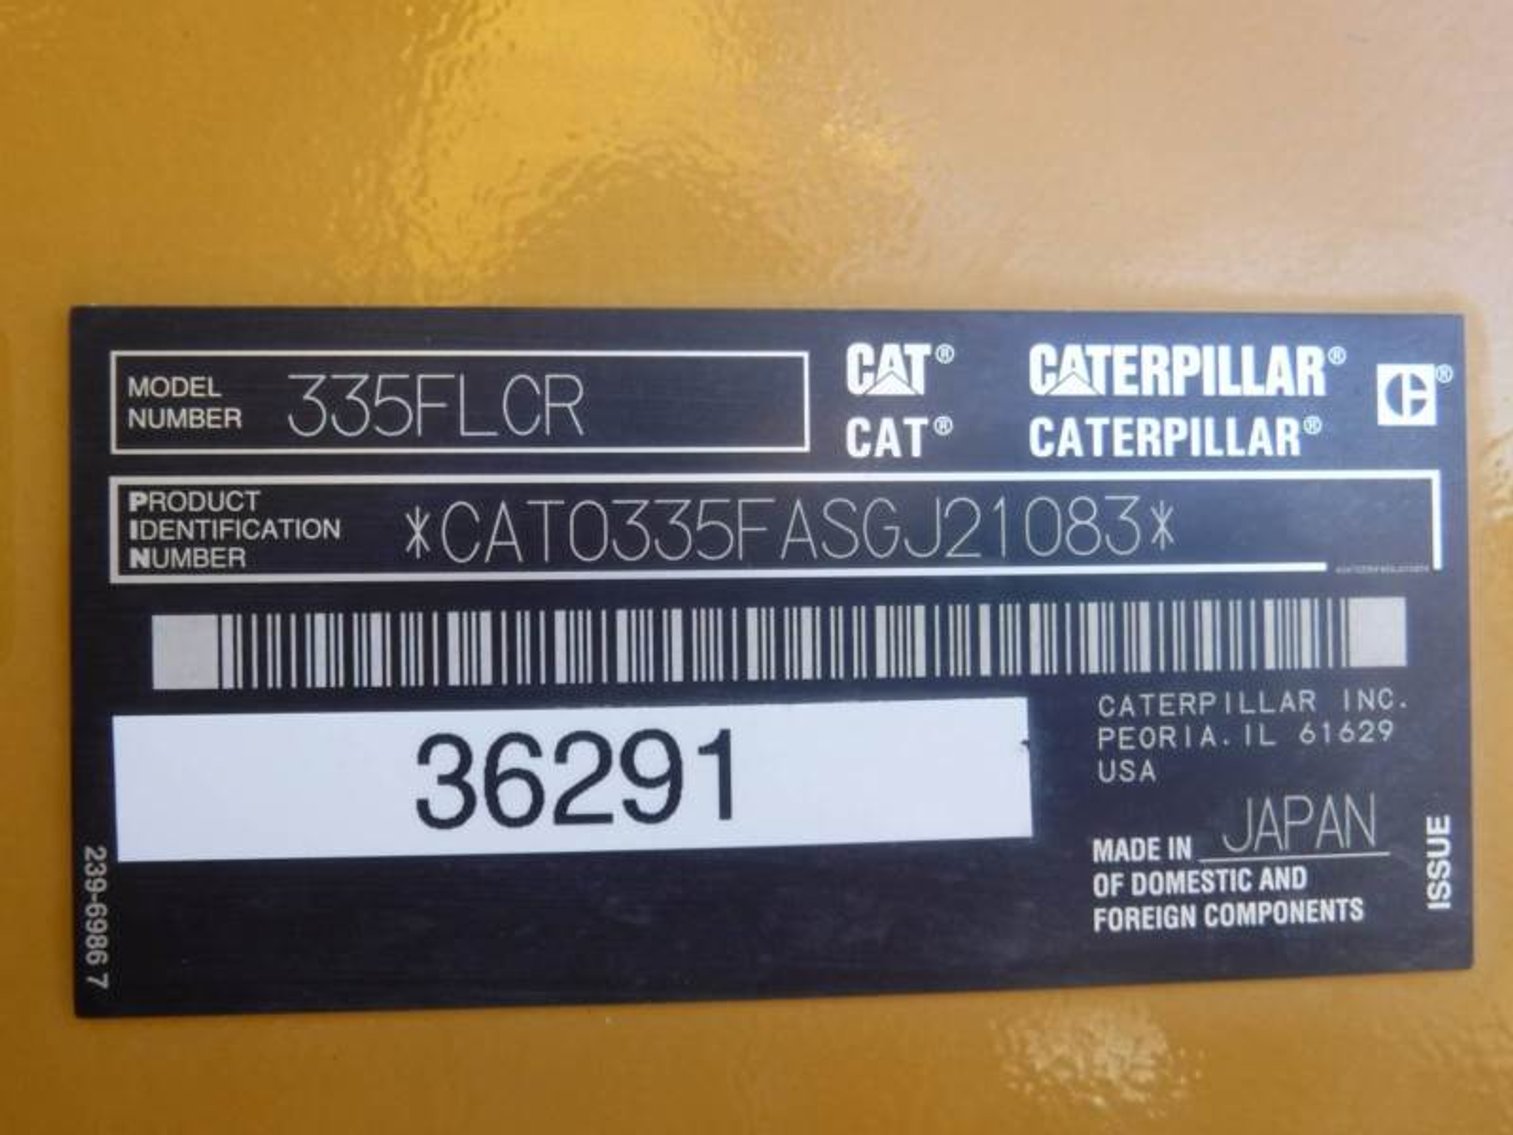 MODEL NUMBER 335FLCR
CAT® CATERPILLAR®
CAT® CATERPILLAR®
PRODUCT IDENTIFICATION NUMBER *CAT0335FASGJ21083*
36291
CATERPILLAR INC.
PEORIA. IL 61629
USA
MADE IN JAPAN
OF DOMESTIC AND
FOREIGN COMPONENTS
ISSUE
239-6986 7